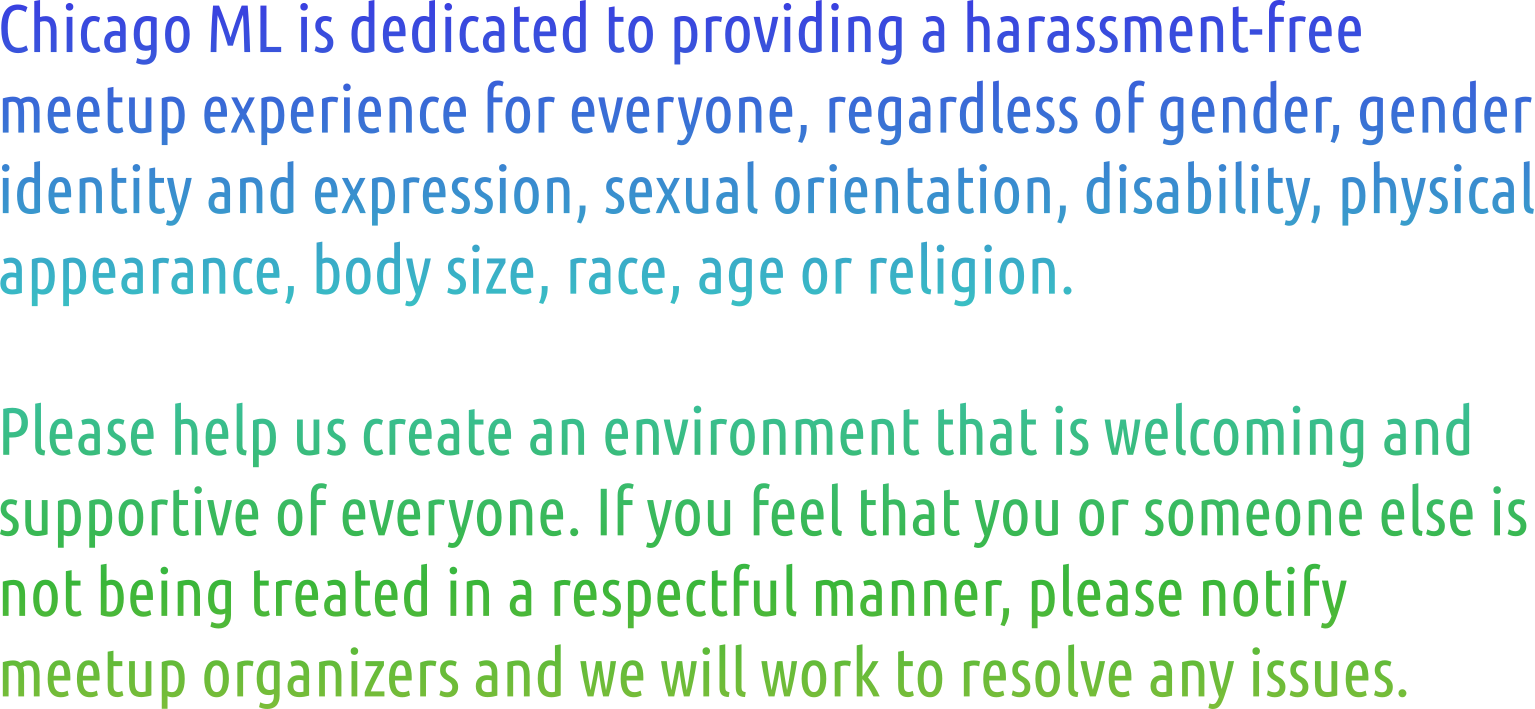 Chicago ML is dedicated to providing a harassment-free
meetup experience for everyone, regardless of gender, gender
identity and expression, sexual orientation, disability, physical
appearance, body size, race, age or religion.
Please help us create an environment that is welcoming and
supportive of everyone. If you feel that you or someone else is
not being treated in a respectful manner, please notify
meetup organizers and we will work to resolve any issues.